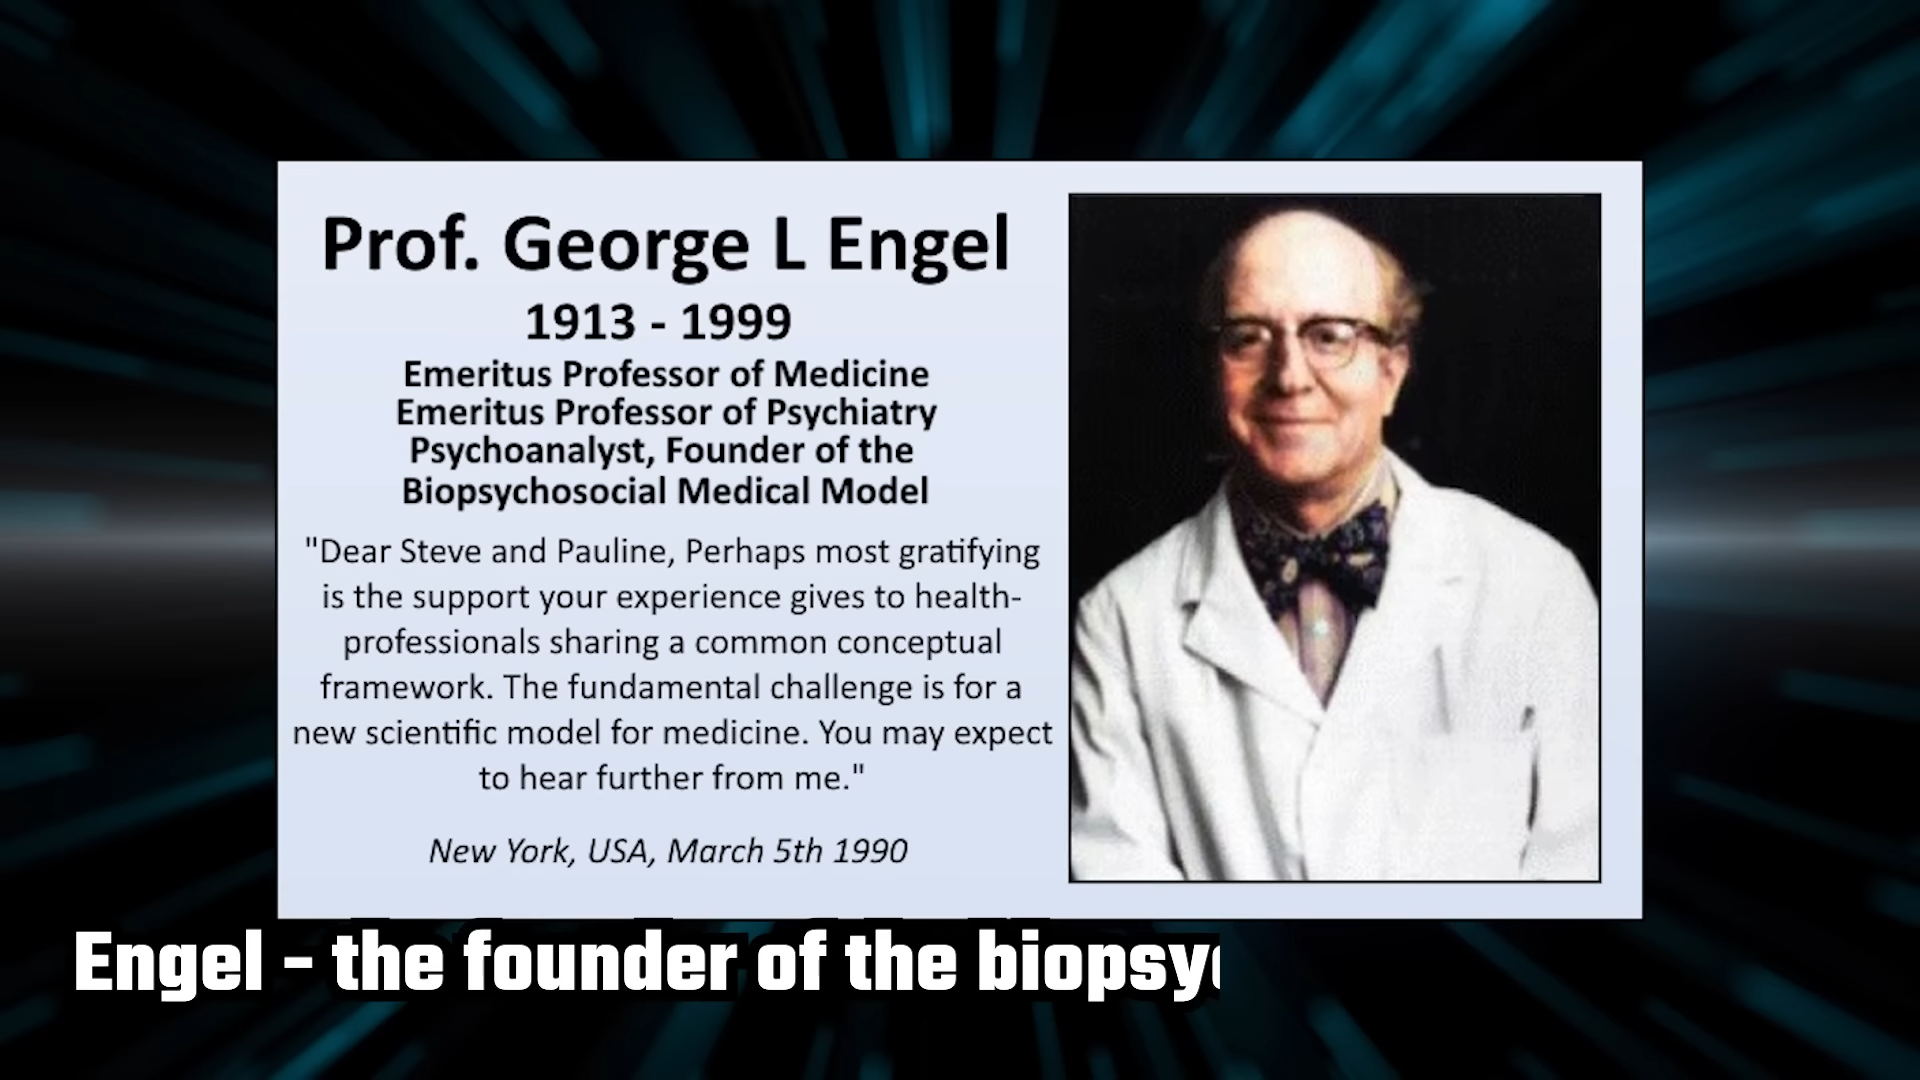 Prof. George L Engel
1913 - 1999
Emeritus Professor of Medicine
Emeritus Professor of Psychiatry
Psychoanalyst, Founder of the
Biopsychosocial Medical Model
"Dear Steve and Pauline, Perhaps most gratifying
is the support your experience gives to health-
professionals sharing a common conceptual
framework. The fundamental challenge is for a
new scientific model for medicine. You may expect
to hear further from me."
New York, USA, March 5th 1990
Engel - the founder of the biopsy